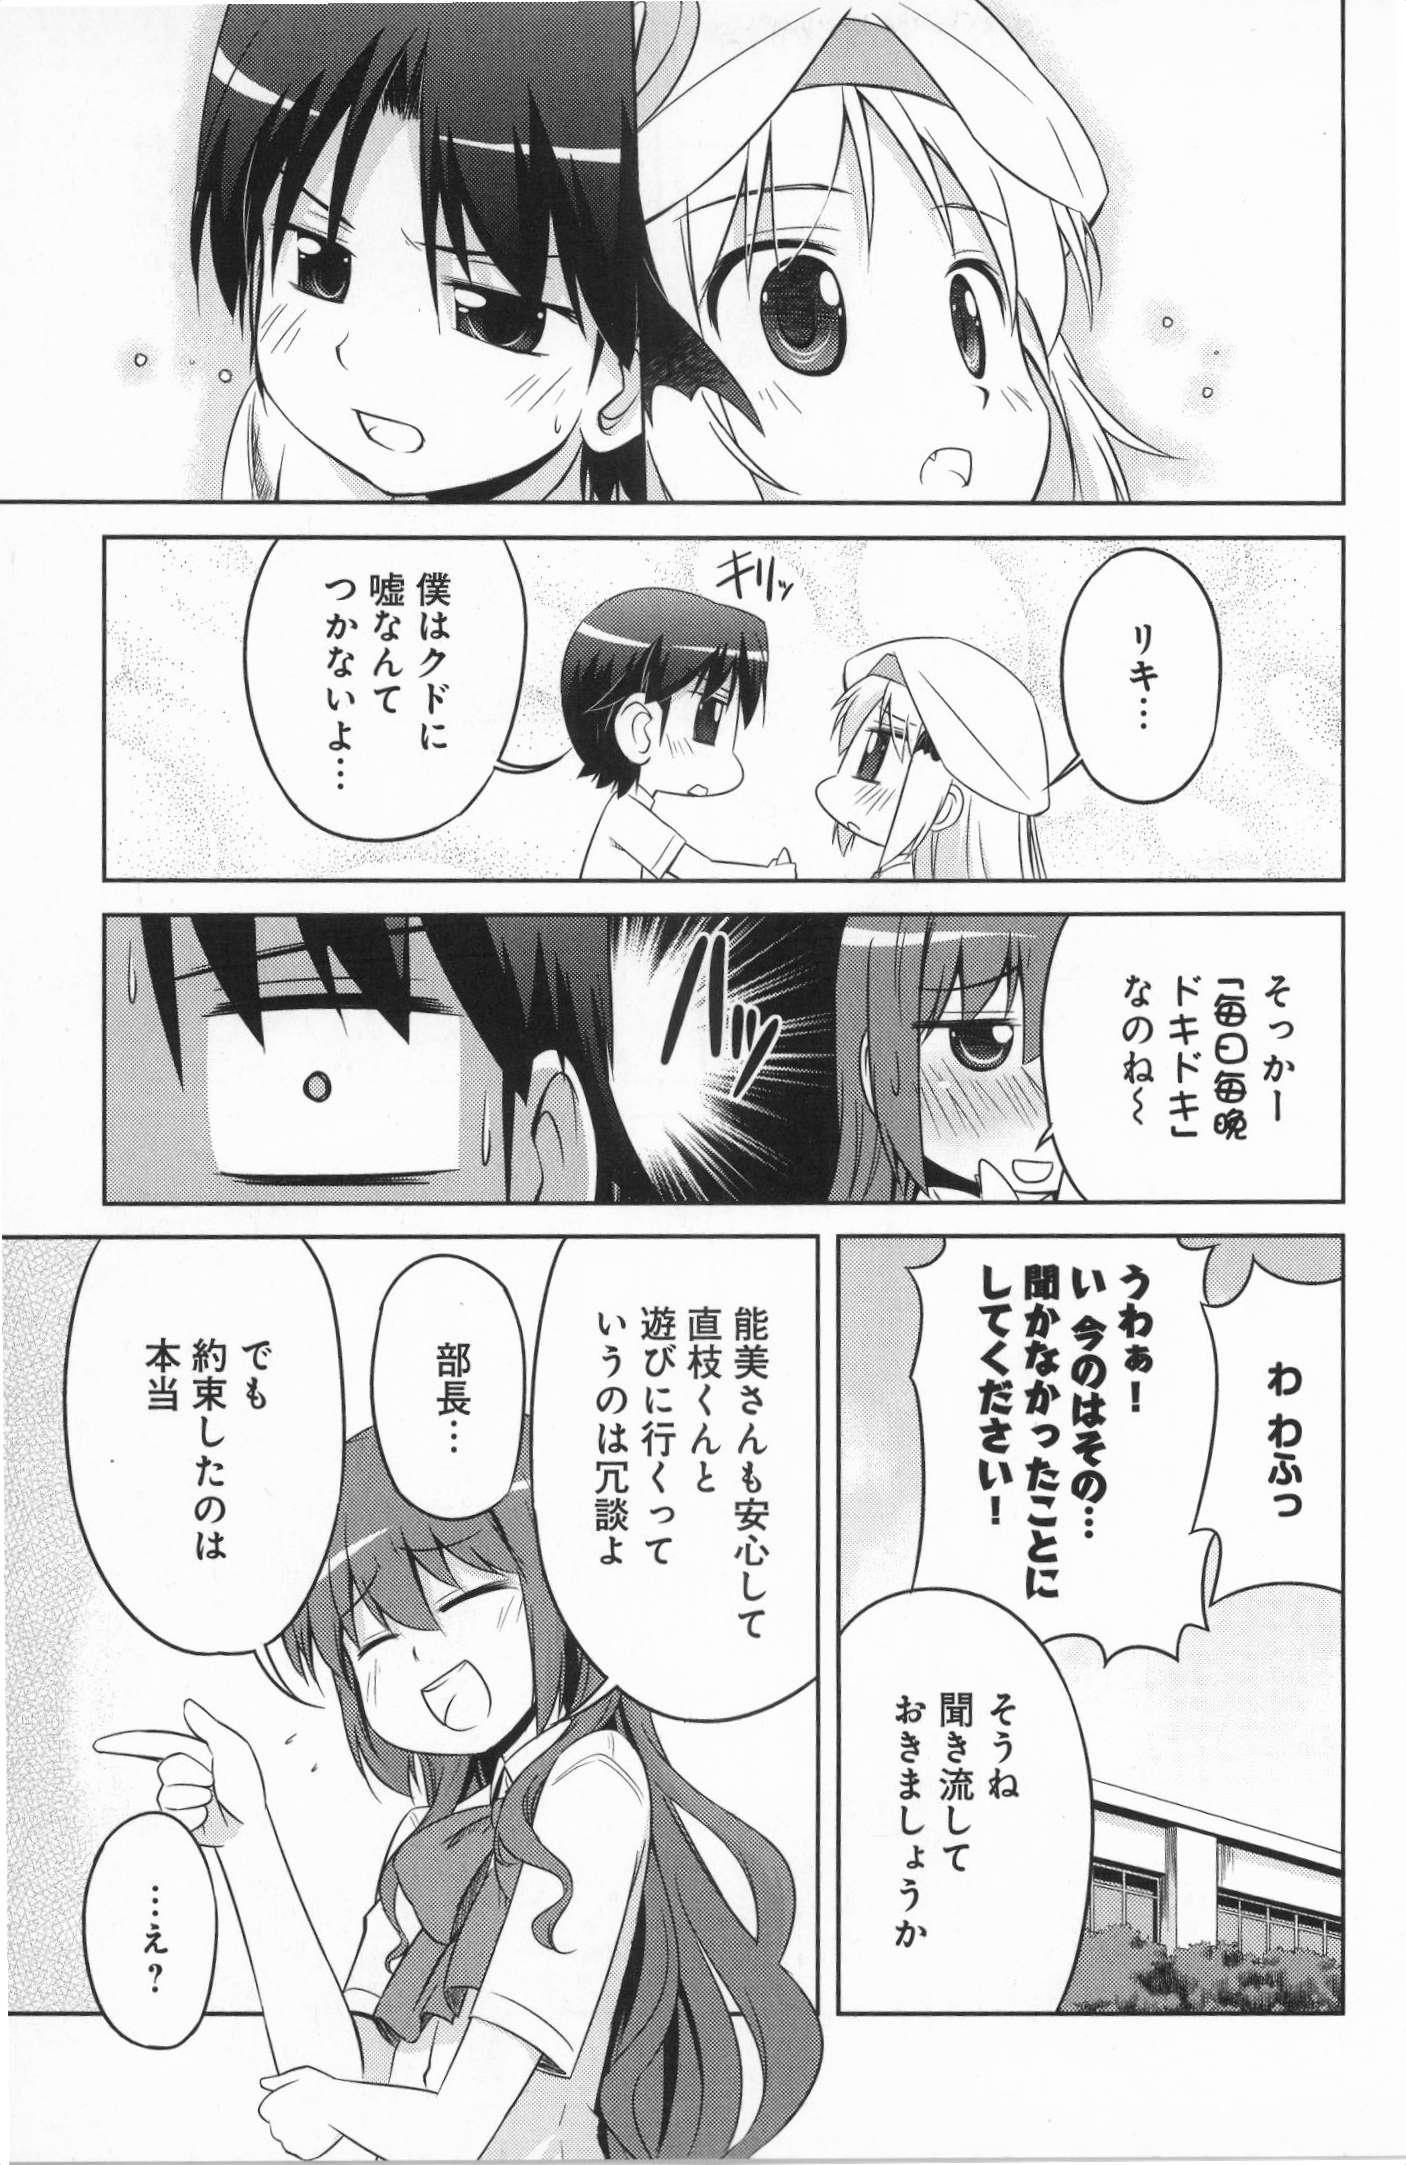 リキ…
キリッ
僕はクドに
嘘なんて
つかないよ…
そっかー
「毎日毎晩
ドキドキ」
なのね～
ハッ
わ わふっ
うわぁ！
い 今のはその…
聞かなかったことに
してください！
そうね
聞き流して
おきましょうか
能美さんも安心して
直枝くんと
遊びに行くって
いうのは冗談よ
部長…
でも
約束したのは
本当
…え？